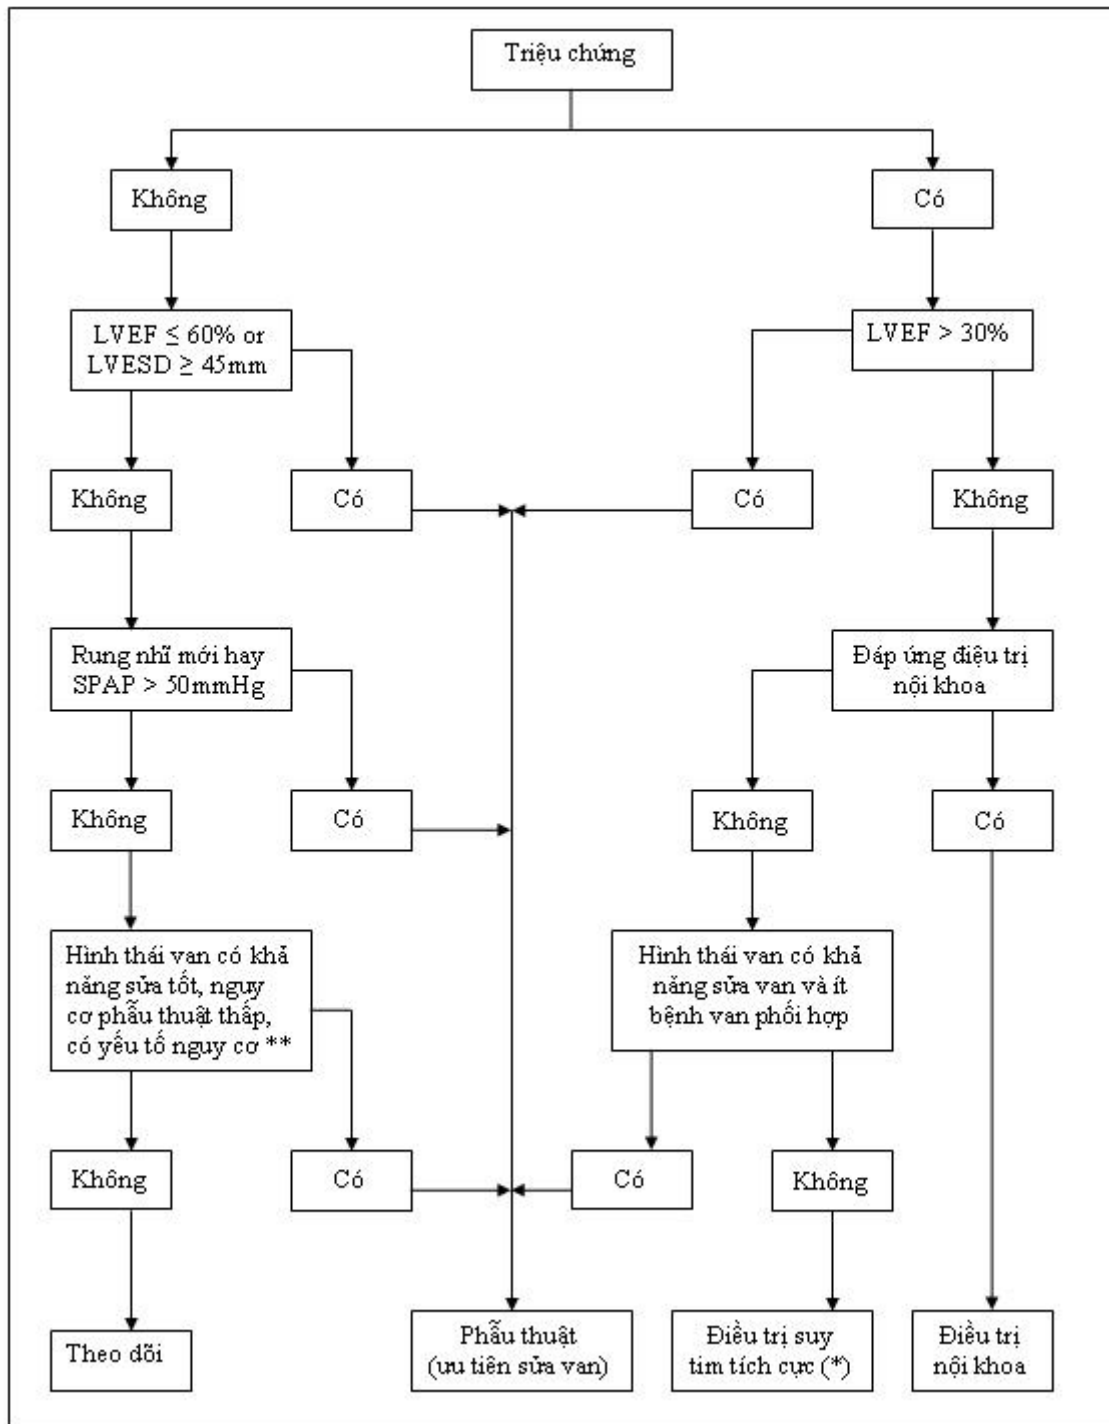 Triệu chứng
Không
Có
LVEF ≤ 60% or
LVESD ≥ 45mm
LVEF > 30%
Không
Có
Có
Không
Rung nhĩ mới hay
SPAP > 50mmHg
Đáp ứng điệu trị
nội khoa
Không
Có
Không
Có
Hình thái van có khả
năng sửa tốt, nguy
cơ phẫu thuật thấp,
có yếu tố nguy cơ **
Hình thái van có khả
năng sửa van và ít
bệnh van phối hợp
Không
Có
Có
Không
Theo dõi
Phẫu thuật
(ưu tiên sửa van)
Điều trị suy
tim tích cực (*)
Điều trị
nội khoa